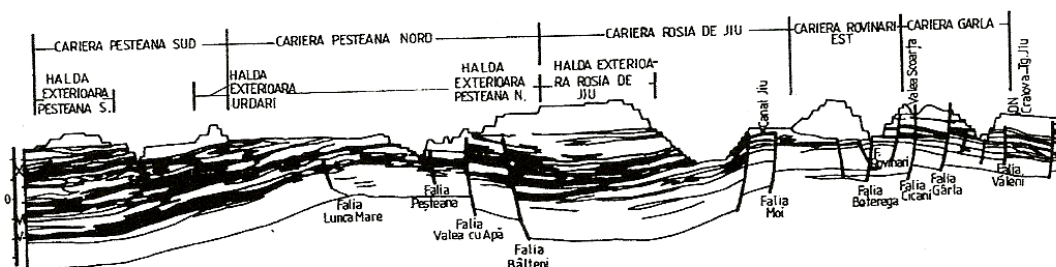 CARIERA PESTEANA SUD
CARIERA PESTEANA NORD
CARIERA ROSIA DE JIU
CARIERA ROVINARI
EST
CARIERA GARLA
HALDA
EXTERIOARA
PESTEANA S.
HALDA
EXTERIOARA
URDARI
HALDA
EXTERIOARA
PESTEANA N.
HALDA EXTERIOA-
RA ROSIA DE
JIU
Canal Jiu
Valea Scoarța
DN
Craiova-Tg.Jiu
0
Falia
Lunca Mare
Falia
Peșteana
Falia
Valea cu Apă
Falia
Bâlteni
Falia
Moi
F.
Rovinari
Falia
Boterega
Falia
Cicani
Falia
Gârla
Falia
Văleni